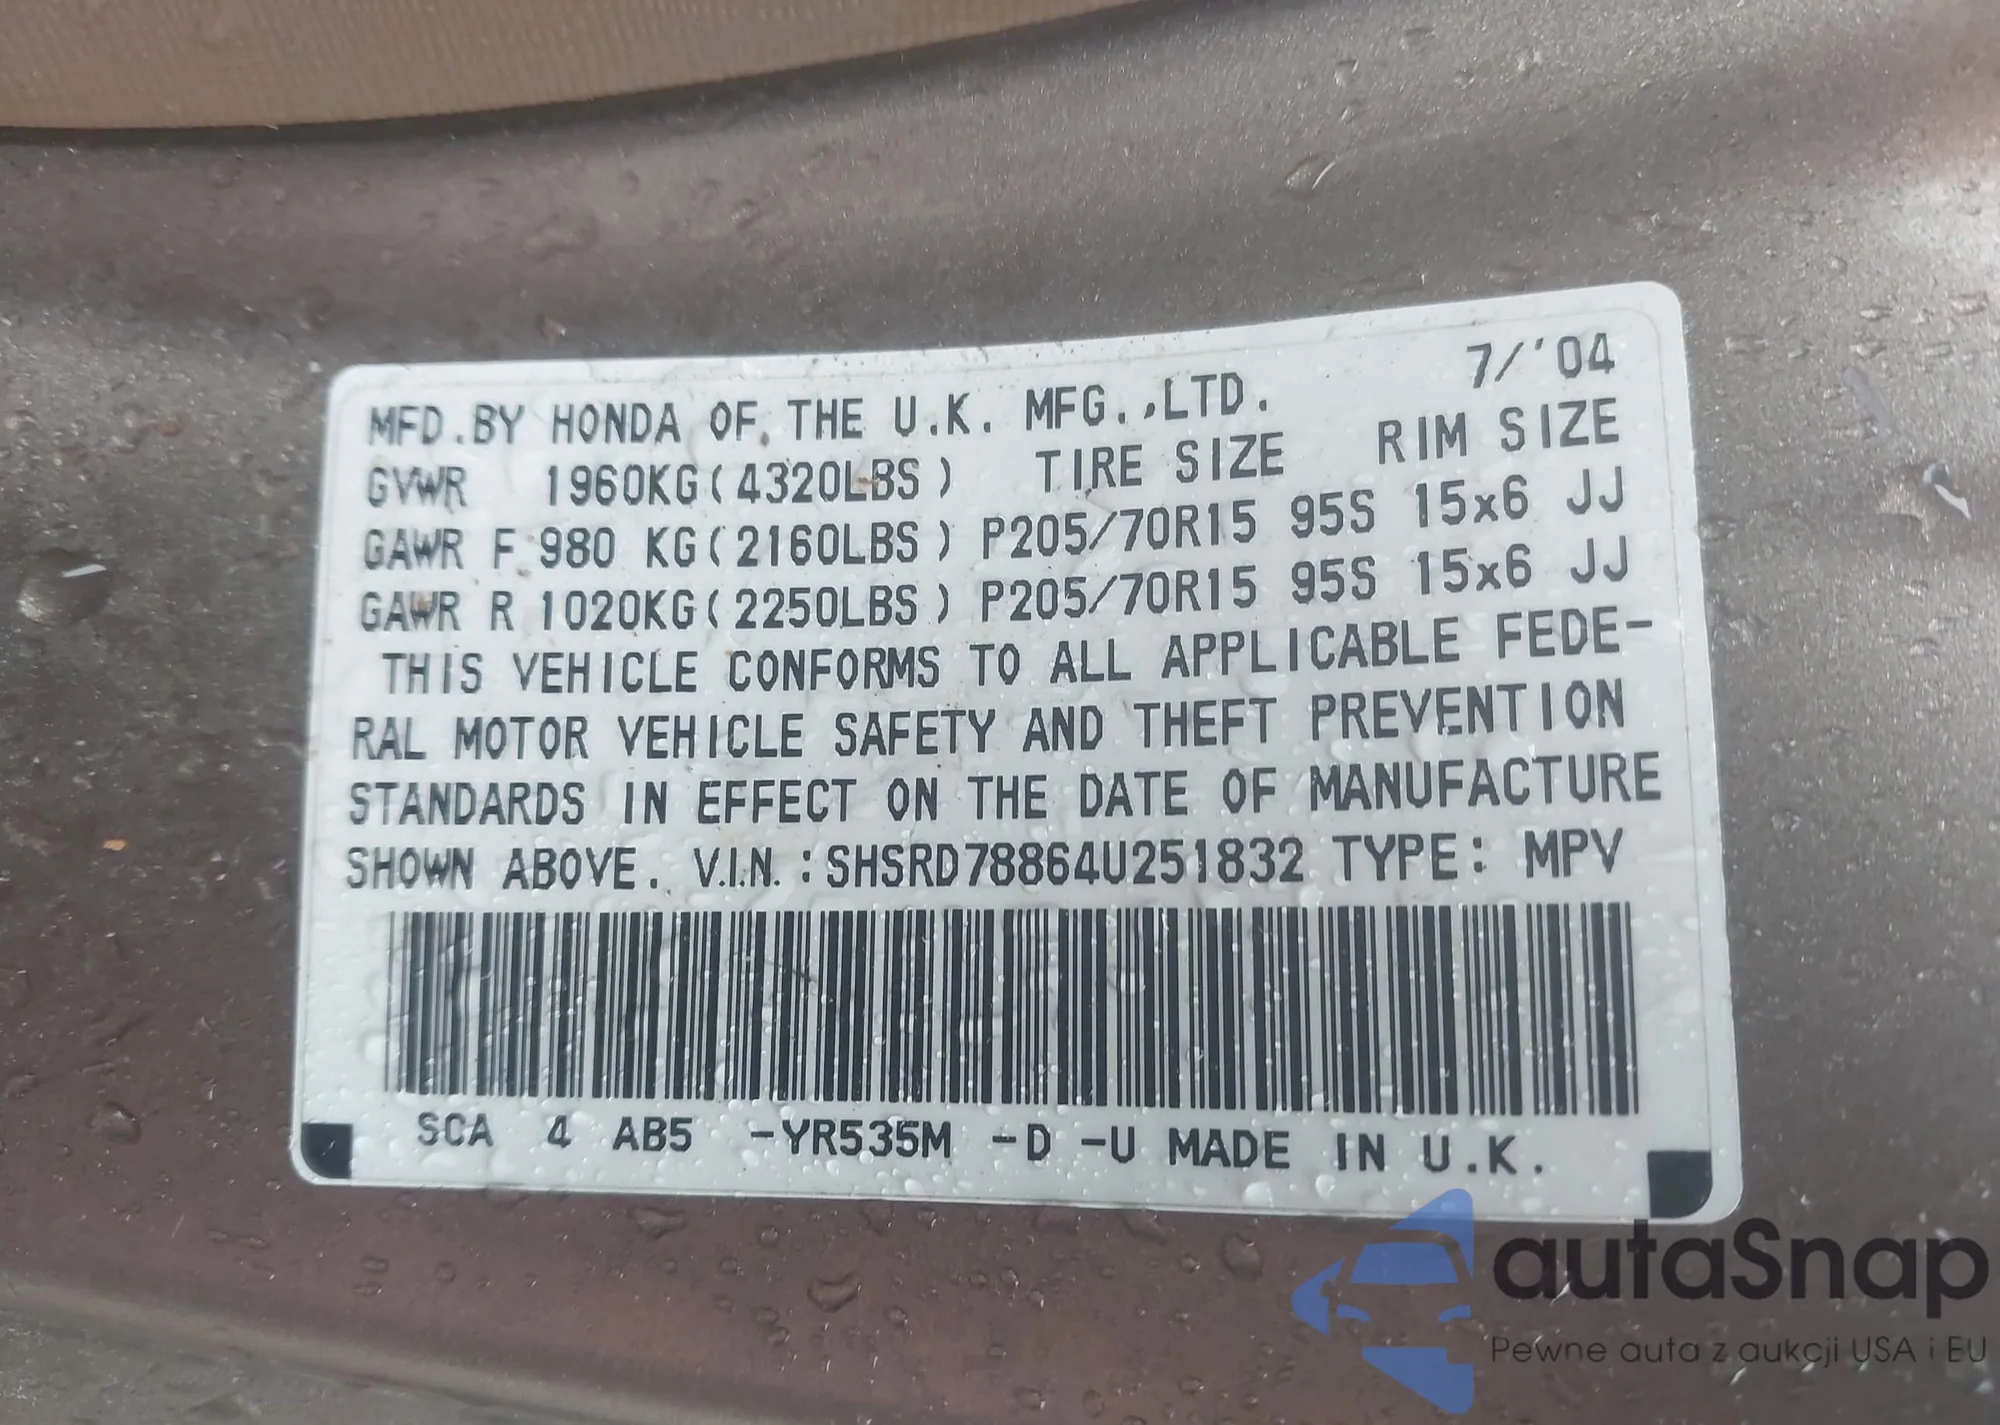 7/'04
MFD.BY HONDA OF THE U.K. MFG.,LTD.
GVWR 1960KG(4320LBS) TIRE SIZE RIM SIZE
GAWR F 980 KG(2160LBS) P205/70R15 95S 15x6 JJ
GAWR R 1020KG(2250LBS) P205/70R15 95S 15x6 JJ
THIS VEHICLE CONFORMS TO ALL APPLICABLE FEDE-
RAL MOTOR VEHICLE SAFETY AND THEFT PREVENTION
STANDARDS IN EFFECT ON THE DATE OF MANUFACTURE
SHOWN ABOVE. V.I.N.:SHSRD78864U251832 TYPE: MPV
SCA 4 AB5 -YR535M -D -U MADE IN U.K.
autaSnap
Pewne auta z aukcji USA i EU